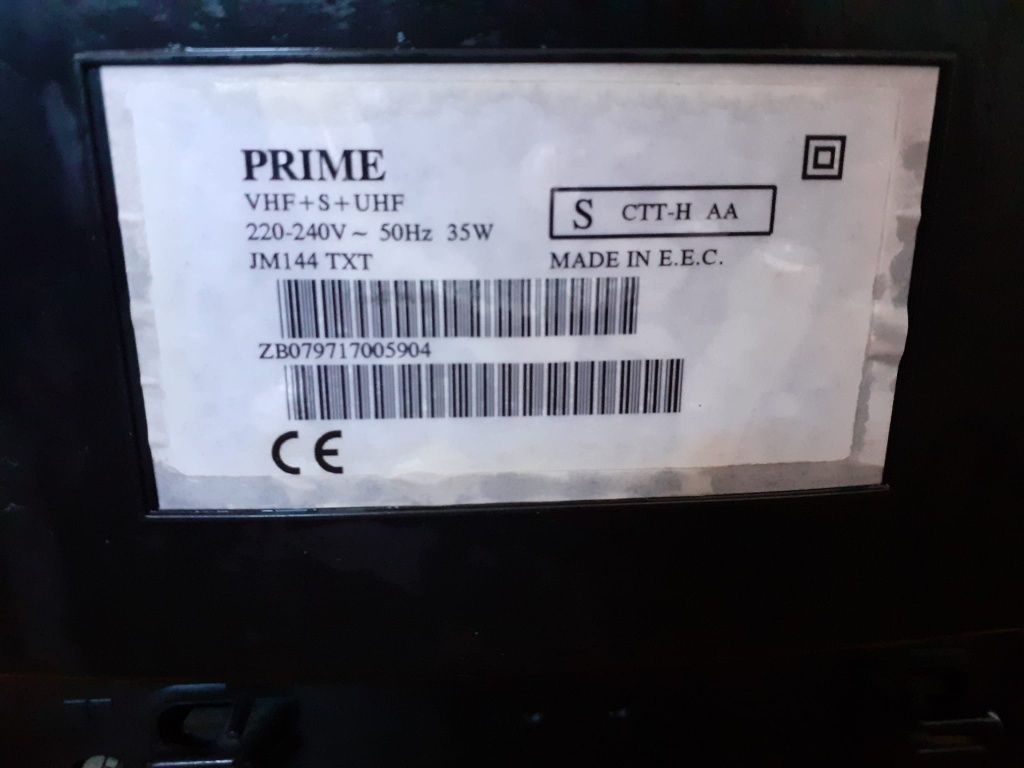 PRIME
VHF+S+UHF
220-240V ~ 50Hz 35W
S CTT-H AA
JM144 TXT
MADE IN E.E.C.
ZB079717005904
CE